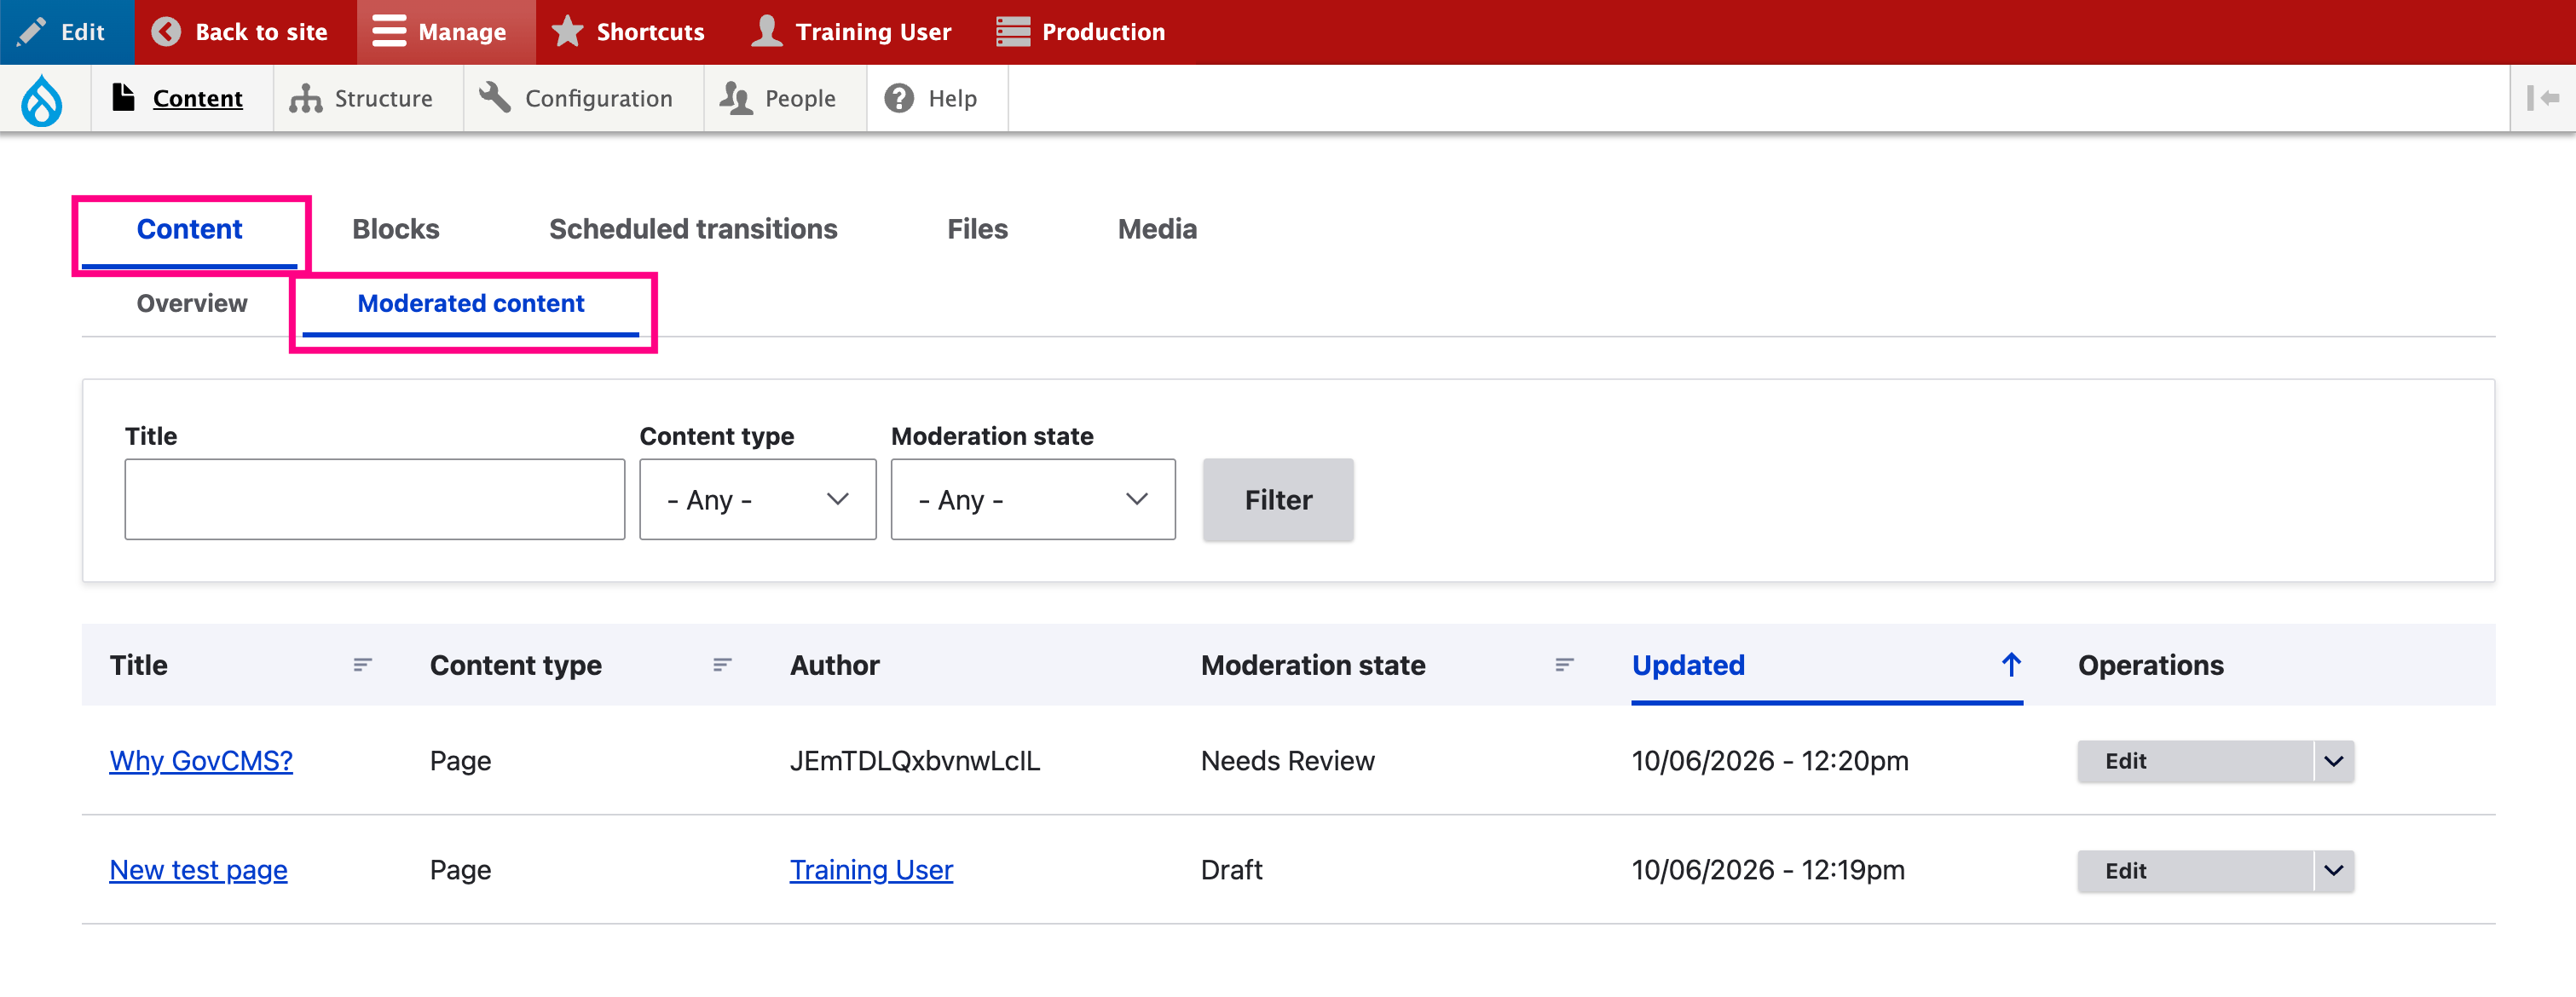 Edit Back to site Manage Shortcuts Training User Production
Content Structure Configuration People Help
Content Blocks Scheduled transitions Files Media
Overview Moderated content
Title Content type Moderation state
- Any - - Any - Filter
Title Content type Author Moderation state Updated Operations
Why GovCMS? Page JEmTDLQxbvnwLcIL Needs Review 10/06/2026 - 12:20pm Edit
New test page Page Training User Draft 10/06/2026 - 12:19pm Edit